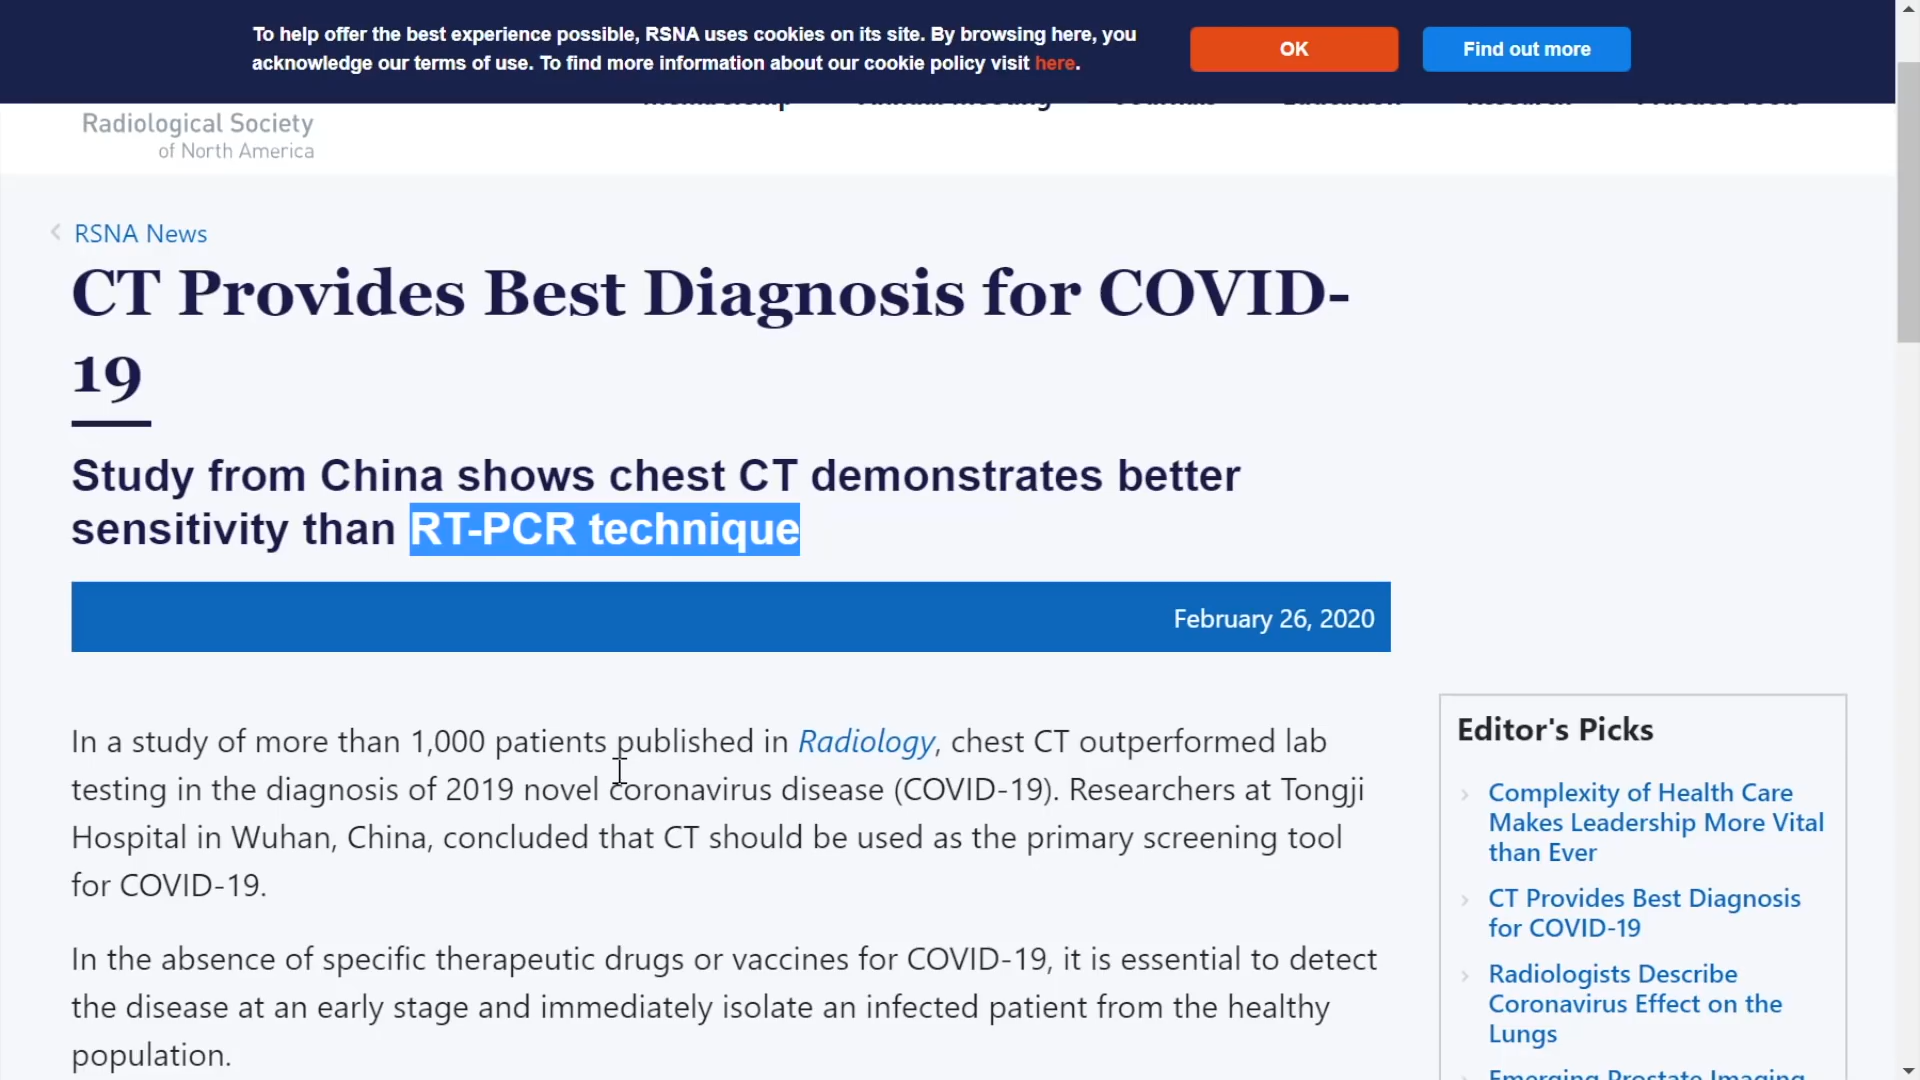 To help offer the best experience possible, RSNA uses cookies on its site. By browsing here, you
acknowledge our terms of use. To find more information about our cookie policy visit here.
OK
Find out more
Radiological Society
of North America
RSNA News
CT Provides Best Diagnosis for COVID-
19
Study from China shows chest CT demonstrates better
sensitivity than RT-PCR technique
February 26, 2020
In a study of more than 1,000 patients published in Radiology, chest CT outperformed lab
testing in the diagnosis of 2019 novel coronavirus disease (COVID-19). Researchers at Tongji
Hospital in Wuhan, China, concluded that CT should be used as the primary screening tool
for COVID-19.
In the absence of specific therapeutic drugs or vaccines for COVID-19, it is essential to detect
the disease at an early stage and immediately isolate an infected patient from the healthy
population.
Editor's Picks
Complexity of Health Care
Makes Leadership More Vital
than Ever
CT Provides Best Diagnosis
for COVID-19
Radiologists Describe
Coronavirus Effect on the
Lungs
Emerging Prostate Imaging